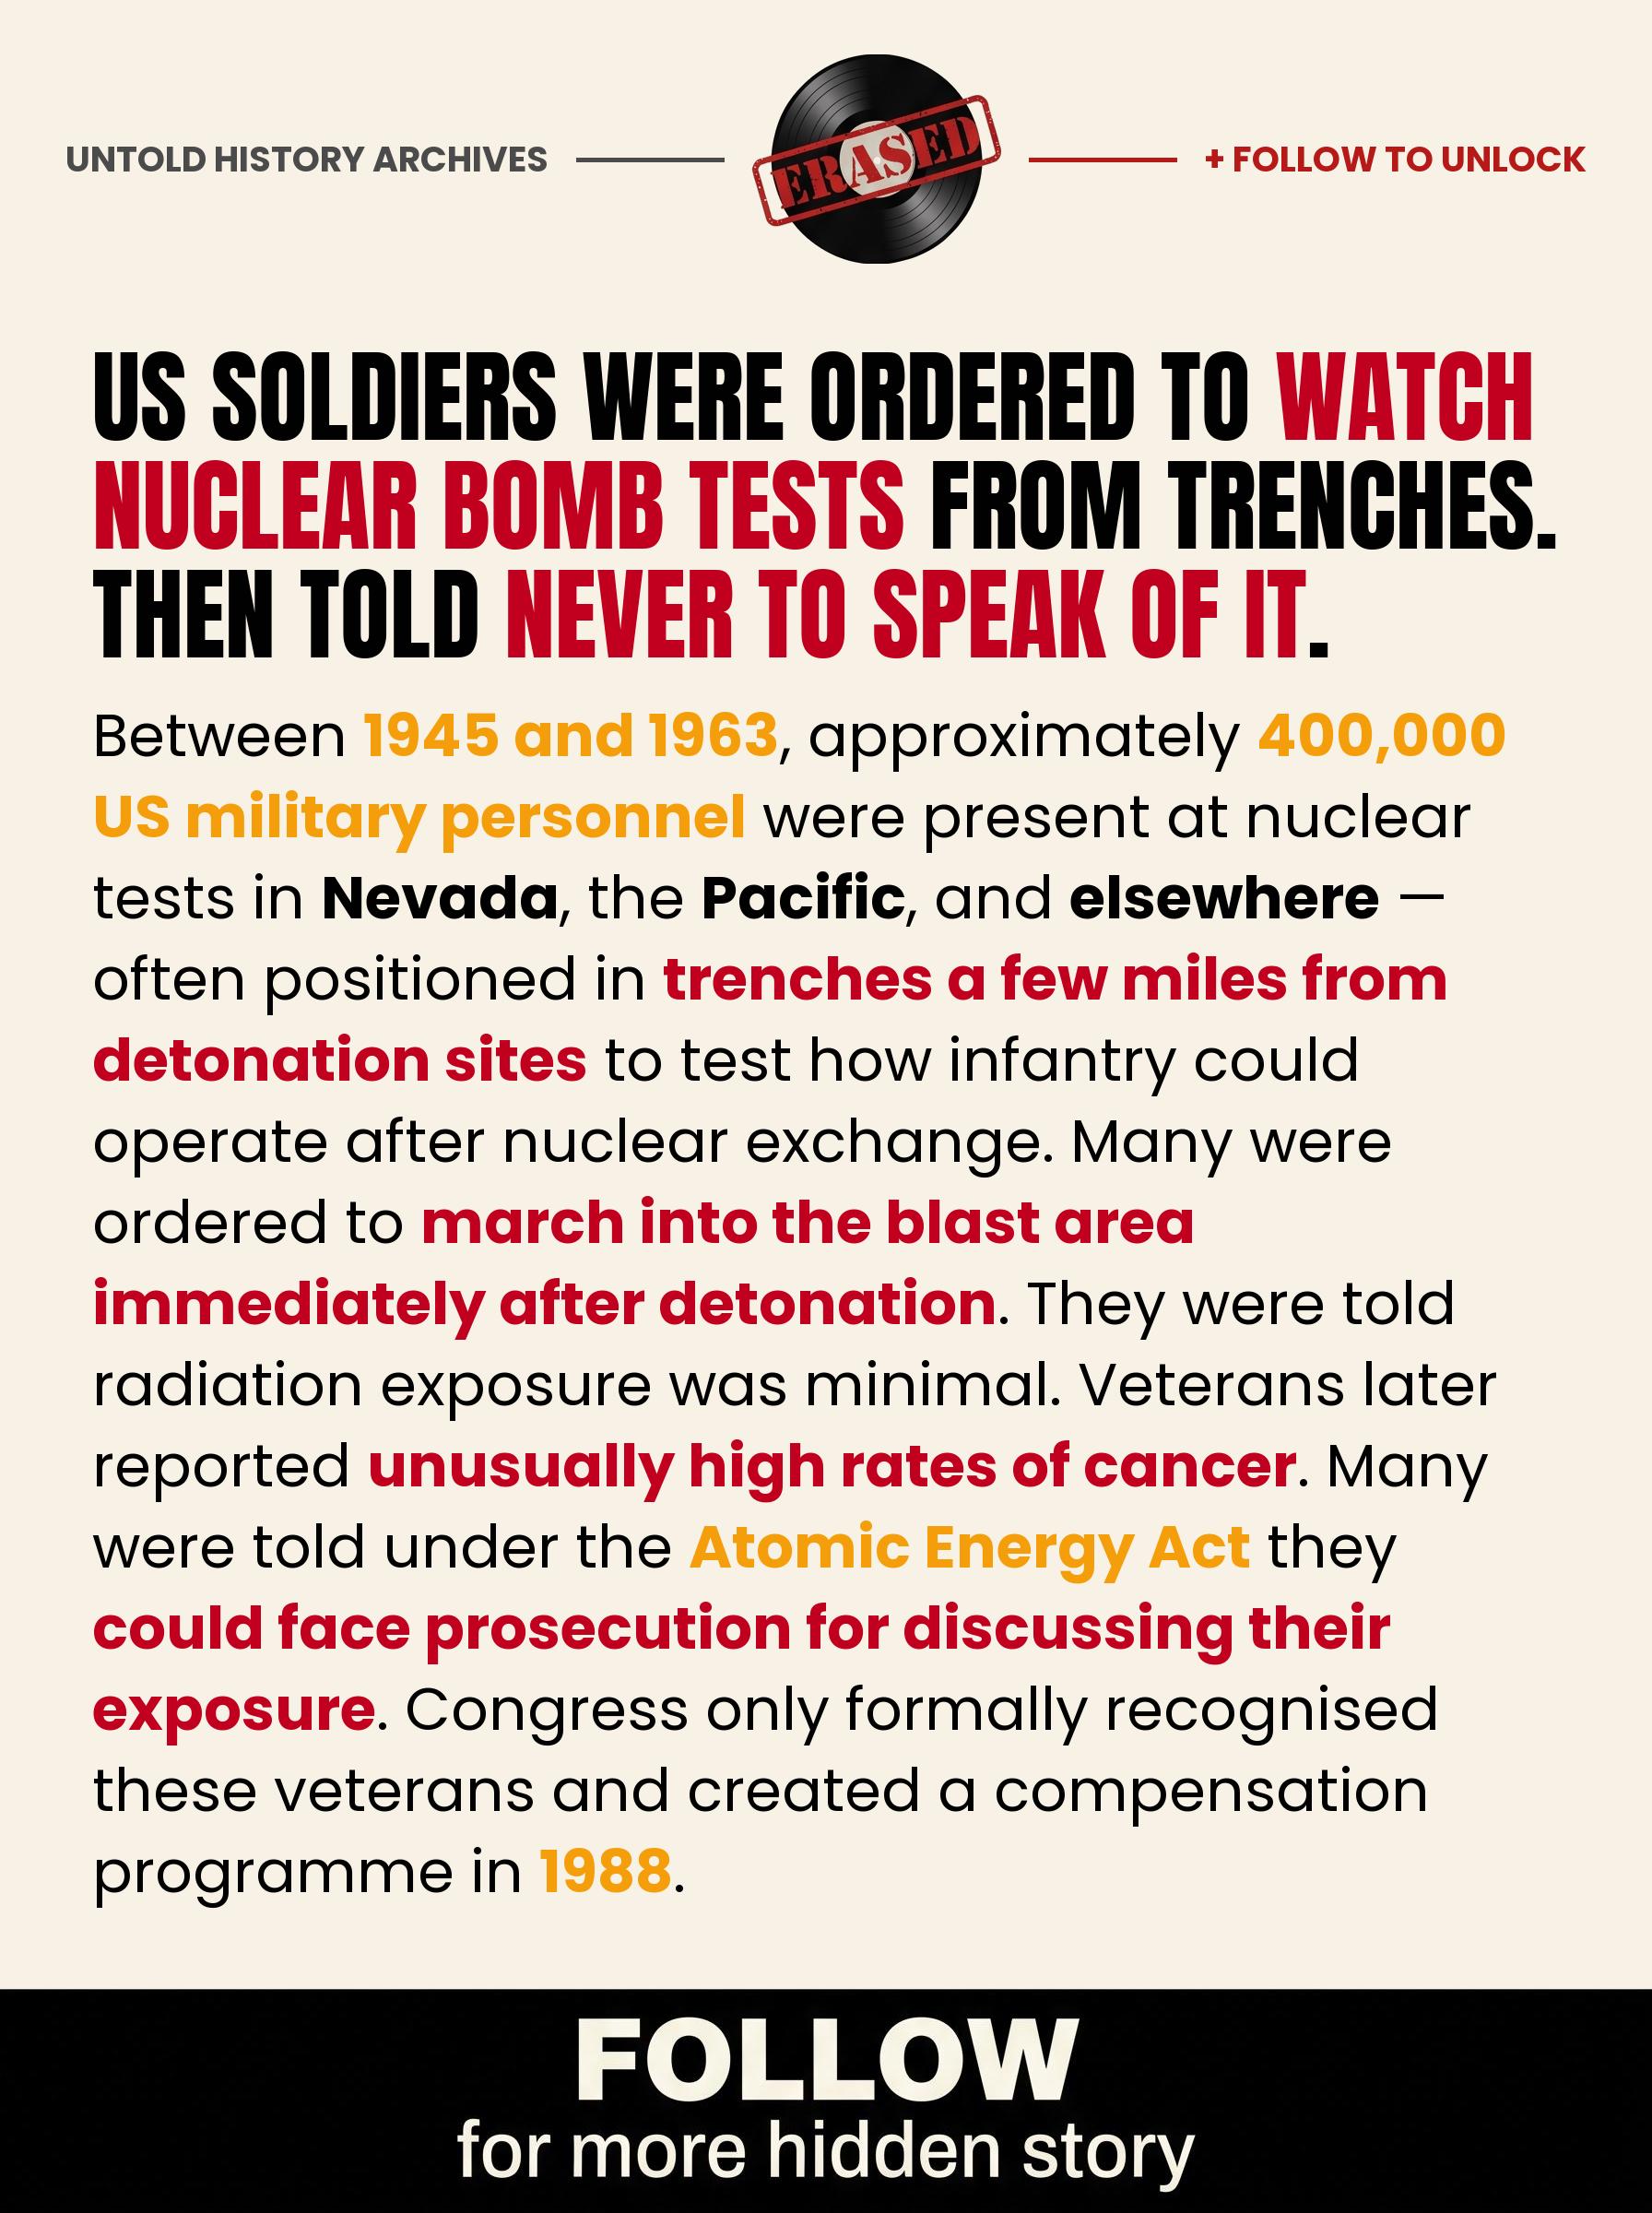 UNTOLD HISTORY ARCHIVES
ERASED
+ FOLLOW TO UNLOCK
US SOLDIERS WERE ORDERED TO WATCH
NUCLEAR BOMB TESTS FROM TRENCHES.
THEN TOLD NEVER TO SPEAK OF IT.
Between 1945 and 1963, approximately 400,000
US military personnel were present at nuclear
tests in Nevada, the Pacific, and elsewhere —
often positioned in trenches a few miles from
detonation sites to test how infantry could
operate after nuclear exchange. Many were
ordered to march into the blast area
immediately after detonation. They were told
radiation exposure was minimal. Veterans later
reported unusually high rates of cancer. Many
were told under the Atomic Energy Act they
could face prosecution for discussing their
exposure. Congress only formally recognised
these veterans and created a compensation
programme in 1988.
FOLLOW
for more hidden story